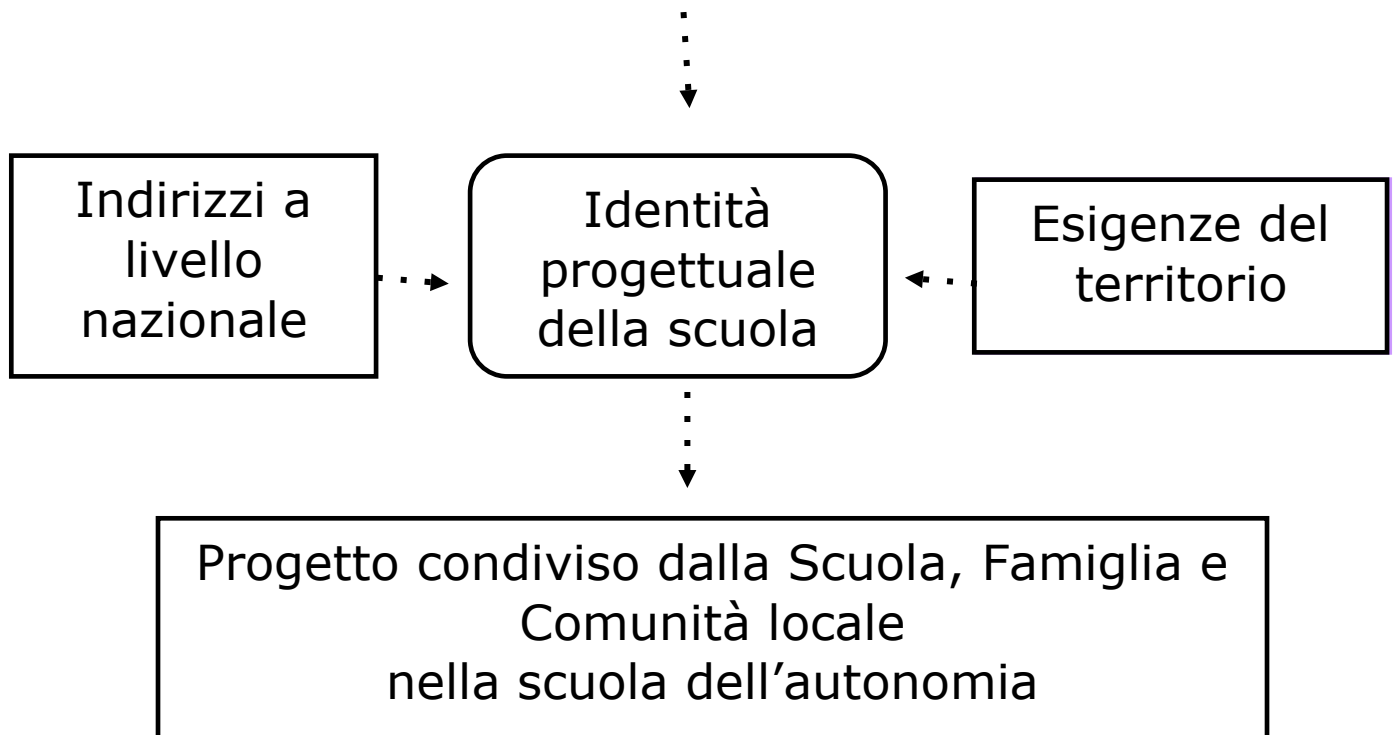 Indirizzi a
livello
nazionale
Identità
progettuale
della scuola
Esigenze del
territorio
Progetto condiviso dalla Scuola, Famiglia e
Comunità locale
nella scuola dell’autonomia